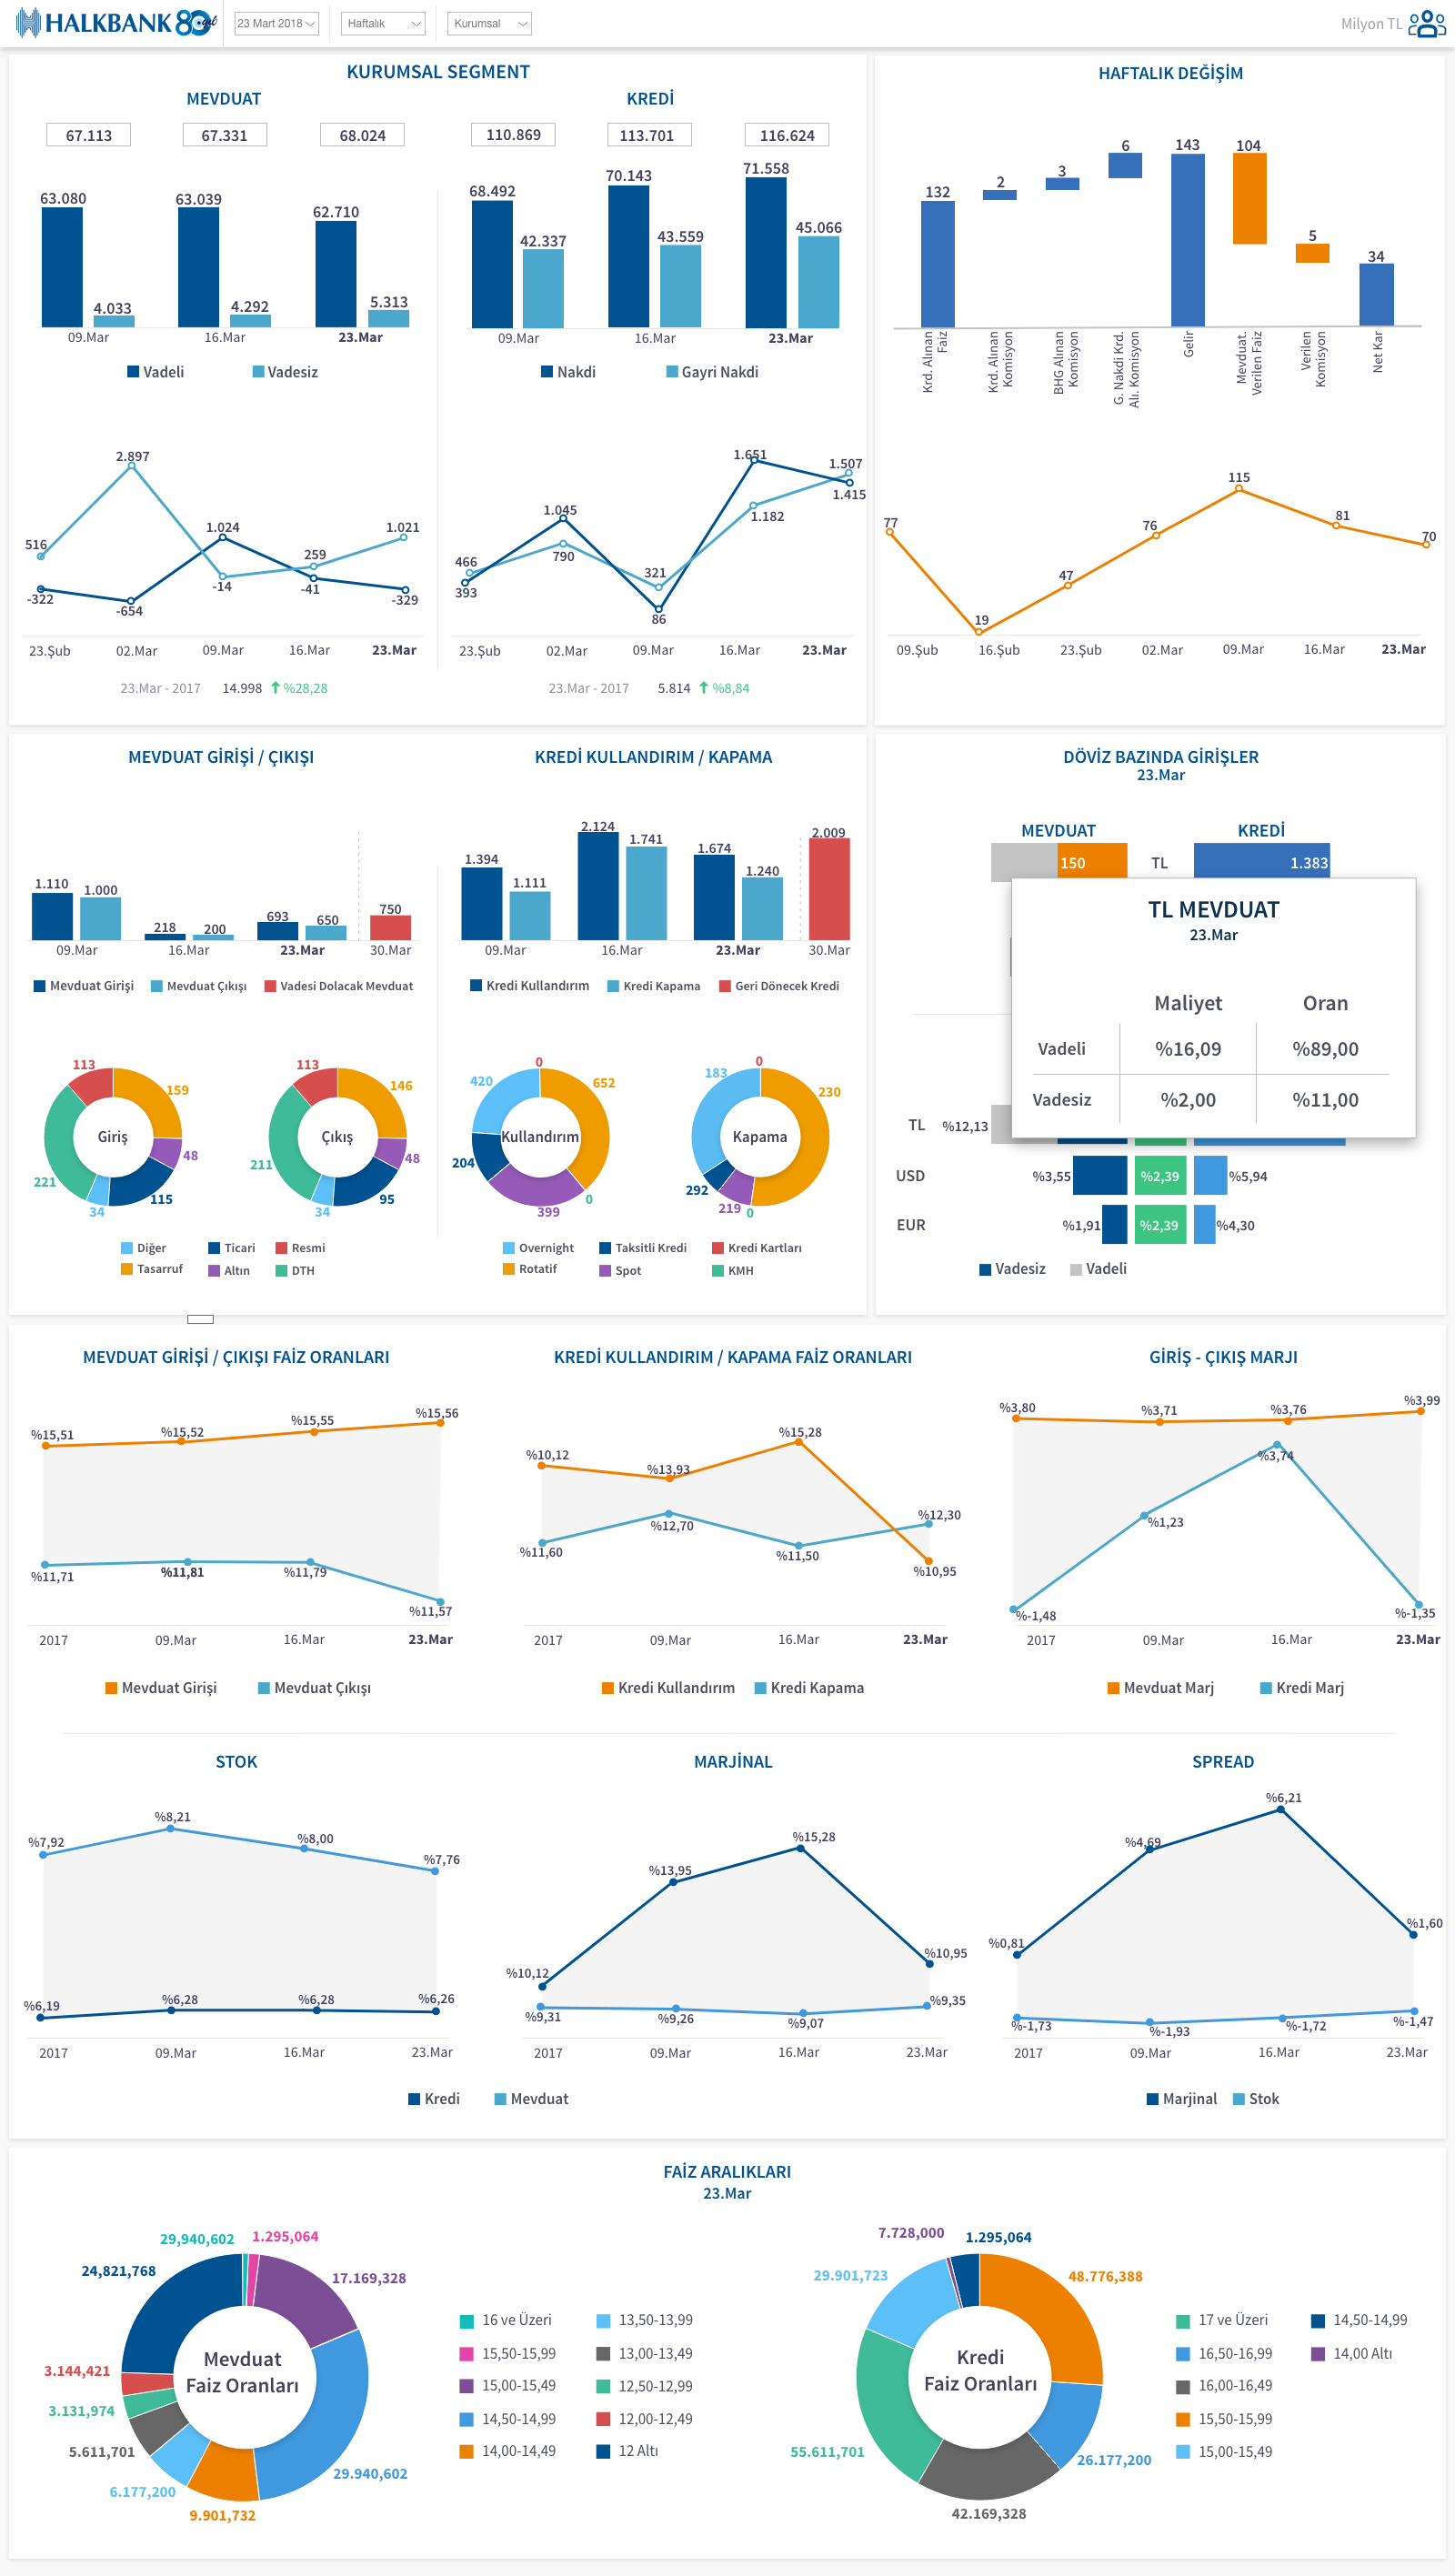 HALKBANK 80.yıl
23 Mart 2018
Haftalık
Kurumsal
Milyon TL
KURUMSAL SEGMENT
MEVDUAT
67.113 67.331 68.024
63.080 63.039 62.710
4.033 4.292 5.313
09.Mar 16.Mar 23.Mar
Vadeli Vadesiz
KREDİ
110.869 113.701 116.624
68.492 70.143 71.558
42.337 43.559 45.066
09.Mar 16.Mar 23.Mar
Nakdi Gayri Nakdi
2.897
516 1.024 259 1.021
-322 -654 -14 -41 -329
23.Şub 02.Mar 09.Mar 16.Mar 23.Mar
23.Mar - 2017 14.998 %28,28
1.651 1.507
1.415
1.045 1.182
466 790 321
393 86
23.Şub 02.Mar 09.Mar 16.Mar 23.Mar
23.Mar - 2017 5.814 %8,84
HAFTALIK DEĞİŞİM
132 2 3 6 143 104 5 34
Krd. Alınan
Faiz
Krd. Alınan
Komisyon
BHG Alınan
Komisyon
G. Nakdi Krd.
Alı. Komisyon
Gelir
Mevduat.
Verilen Faiz
Verilen
Komisyon
Net Kar
77 19 47 76 115 81 70
09.Şub 16.Şub 23.Şub 02.Mar 09.Mar 16.Mar 23.Mar
MEVDUAT GİRİŞİ / ÇIKIŞI
1.110 1.000 218 200 693 650 750
09.Mar 16.Mar 23.Mar 30.Mar
Mevduat Girişi Mevduat Çıkışı Vadesi Dolacak Mevduat
KREDİ KULLANDIRIM / KAPAMA
1.394 1.111 2.124 1.741 1.674 1.240 2.009
09.Mar 16.Mar 23.Mar 30.Mar
Kredi Kullandırım Kredi Kapama Geri Dönecek Kredi
113 159
Giriş
48
221 115
34
113 146
Çıkış
48
211 95
34
Diğer Ticari Resmi
Tasarruf Altın DTH
0
420 652
Kullandırım
204
399 0
0
183 230
Kapama
292
219 0
Overnight Taksitli Kredi Kredi Kartları
Rotatif Spot KMH
DÖVİZ BAZINDA GİRİŞLER
23.Mar
MEVDUAT KREDİ
150 TL 1.383
TL MEVDUAT
23.Mar
Maliyet Oran
Vadeli %16,09 %89,00
Vadesiz %2,00 %11,00
TL %12,13
USD %3,55 %2,39 %5,94
EUR %1,91 %2,39 %4,30
Vadesiz Vadeli
MEVDUAT GİRİŞİ / ÇIKIŞI FAİZ ORANLARI
%15,51 %15,52 %15,55 %15,56
%11,71 %11,81 %11,79 %11,57
2017 09.Mar 16.Mar 23.Mar
Mevduat Girişi Mevduat Çıkışı
KREDİ KULLANDIRIM / KAPAMA FAİZ ORANLARI
%10,12 %13,93 %15,28 %12,30
%11,60 %12,70 %11,50 %10,95
2017 09.Mar 16.Mar 23.Mar
Kredi Kullandırım Kredi Kapama
GİRİŞ - ÇIKIŞ MARJI
%3,80 %3,71 %3,76 %3,99
%-1,48 %1,23 %3,74 %-1,35
2017 09.Mar 16.Mar 23.Mar
Mevduat Marj Kredi Marj
STOK
%7,92 %8,21 %8,00 %7,76
%6,19 %6,28 %6,28 %6,26
2017 09.Mar 16.Mar 23.Mar
MARJİNAL
%10,12 %13,95 %15,28 %10,95
%9,31 %9,26 %9,07 %9,35
2017 09.Mar 16.Mar 23.Mar
Kredi Mevduat
SPREAD
%0,81 %4,69 %6,21 %1,60
%-1,73 %-1,93 %-1,72 %-1,47
2017 09.Mar 16.Mar 23.Mar
Marjinal Stok
FAİZ ARALIKLARI
23.Mar
29,940,602 1.295,064
24,821,768 17.169,328
Mevduat
Faiz Oranları
3.144,421
3.131,974
5.611,701
6.177,200 29.940,602
9.901,732
16 ve Üzeri 13,50-13,99
15,50-15,99 13,00-13,49
15,00-15,49 12,50-12,99
14,50-14,99 12,00-12,49
14,00-14,49 12 Altı
7.728,000 1.295,064
29.901,723 48.776,388
Kredi
Faiz Oranları
55.611,701 26.177,200
42.169,328
17 ve Üzeri 14,50-14,99
16,50-16,99 14,00 Altı
16,00-16,49
15,50-15,99
15,00-15,49